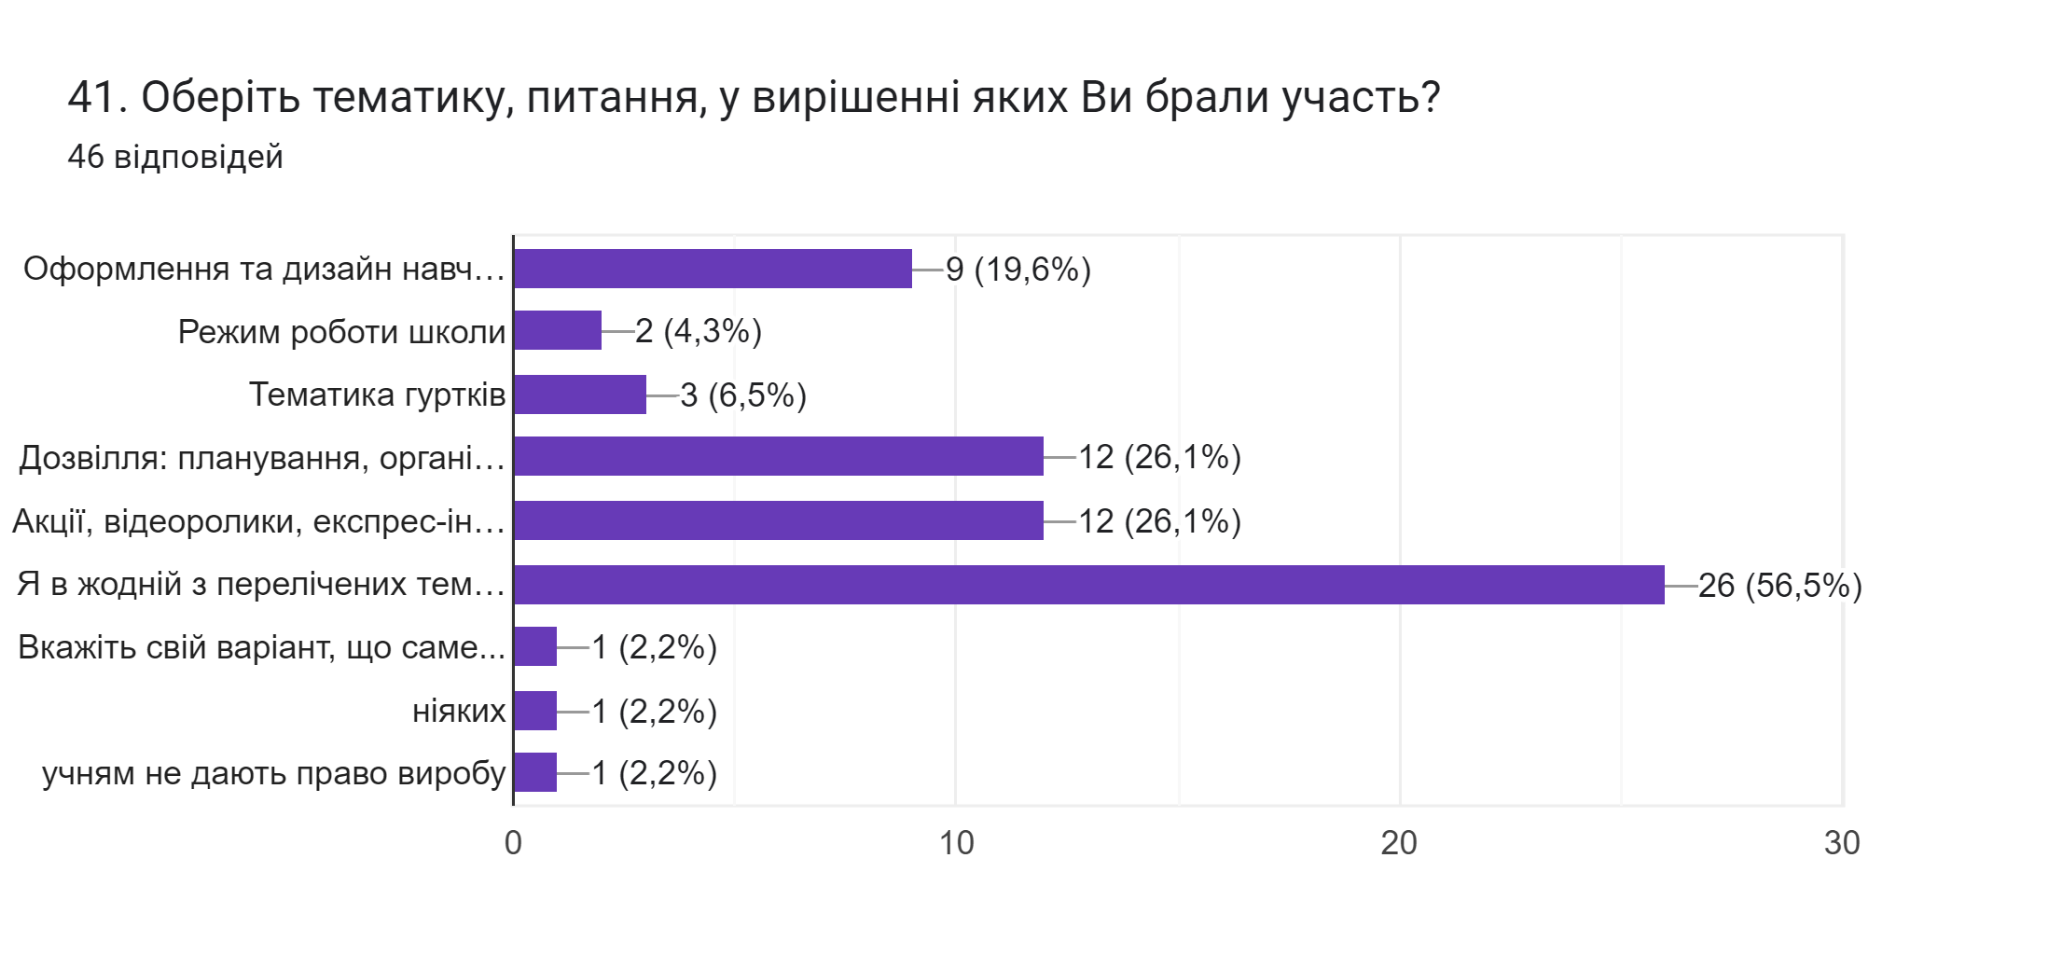 41. Оберіть тематику, питання, у вирішенні яких Ви брали участь?
46 відповідей
Оформлення та дизайн навч… 9 (19,6%)
Режим роботи школи 2 (4,3%)
Тематика гуртків 3 (6,5%)
Дозвілля: планування, органі… 12 (26,1%)
Акції, відеоролики, експрес-ін… 12 (26,1%)
Я в жодній з перелічених тем… 26 (56,5%)
Вкажіть свій варіант, що саме... 1 (2,2%)
ніяких 1 (2,2%)
учням не дають право виробу 1 (2,2%)
0 10 20 30